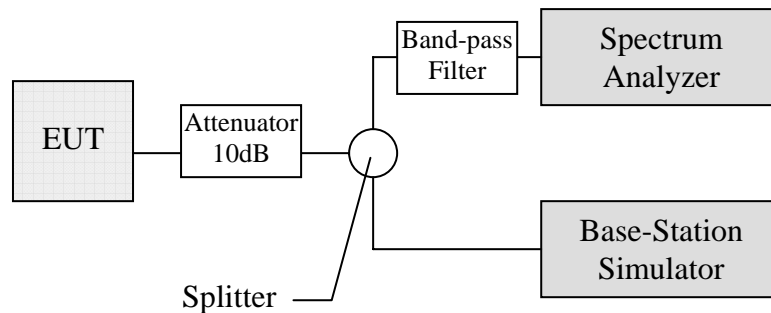 Band-pass
Filter
Spectrum
Analyzer
EUT
Attenuator
10dB
Base-Station
Simulator
Splitter